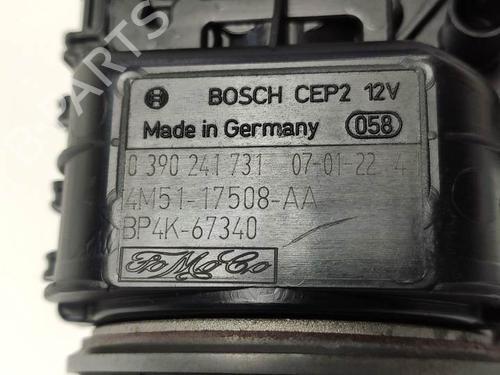 BOSCH CEP2 12V
Made in Germany 058
0 390 241 731 07-01-22 4
4M51-17508-AA
BP4K-67340
FoMoCo